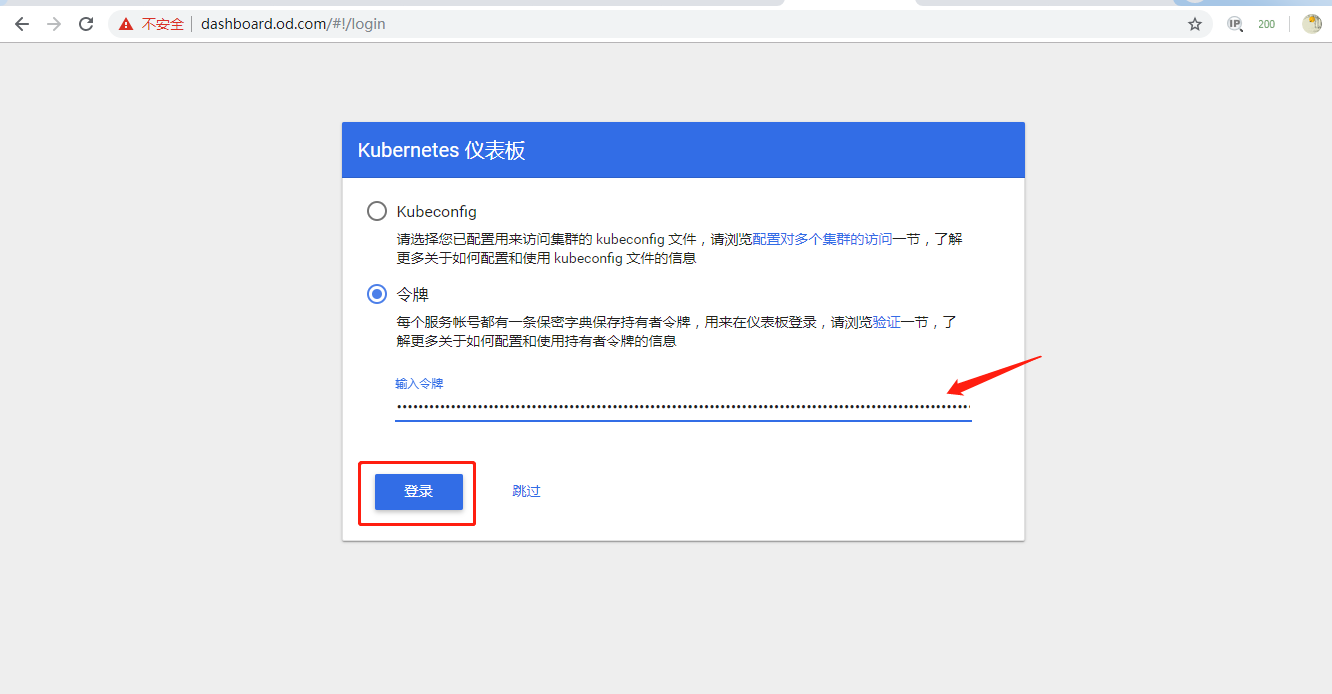 不安全 dashboard.od.com/#!/login
IP 200
Kubernetes 仪表板
Kubeconfig
请选择您已配置用来访问集群的 kubeconfig 文件，请浏览配置对多个集群的访问一节，了解
更多关于如何配置和使用 kubeconfig 文件的信息
令牌
每个服务帐号都有一条保密字典保存持有者令牌，用来在仪表板登录，请浏览验证一节，了
解更多关于如何配置和使用持有者令牌的信息
输入令牌
登录 跳过